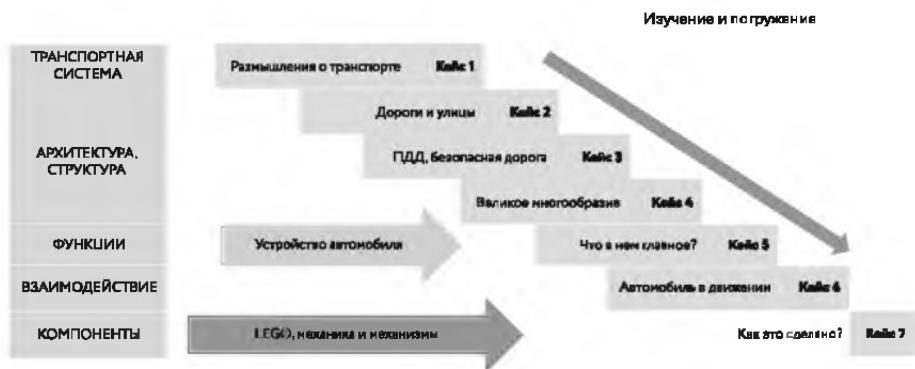 Изучение и погружения
ТРАНСПОРТНАЯ
СИСТЕМА
Размышления о транспорте Кейс 1
Дороги и улицы Кейс 2
АРХИТЕКТУРА,
СТРУКТУРА
ПДД, безопасная дорога Кейс 3
Великое многообразие Кейс 4
ФУНКЦИИ
Устройство автомобиля
Что в нем главное? Кейс 5
ВЗАИМОДЕЙСТВИЕ
Автомобиль в движении Кейс 6
КОМПОНЕНТЫ
LEGO, механика и механизмы
Как это сделано? Кейс 7